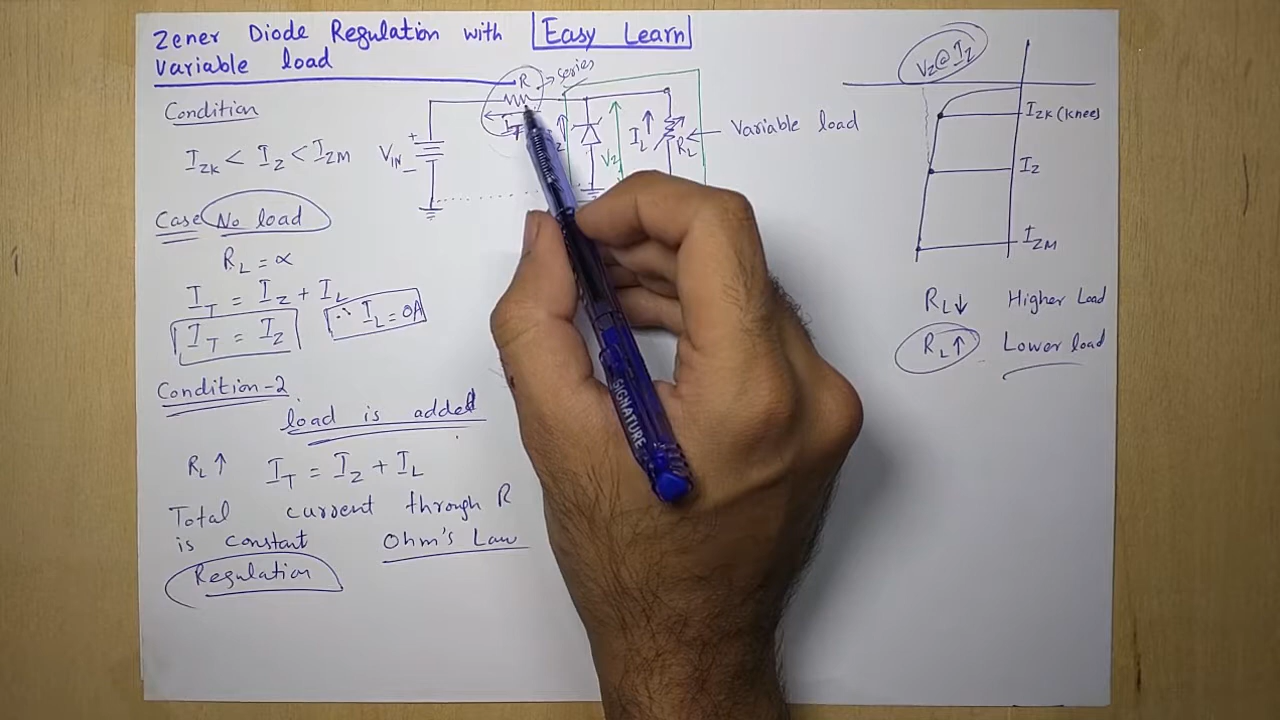 Zener Diode Regulation with Easy Learn
Variable load
Condition
I_ZK < I_Z < I_ZM
Case No load
R_L = ∝
I_T = I_Z + I_L
I_T = I_Z ∵ I_L = 0A
Condition-2
load is added
R_L ↑ I_T = I_Z + I_L
Total current through R
is constant Ohm's Law
Regulation
R series
+
V_IN
-
I_T
V_Z
I_L ↑
R_L
Variable load
V_Z @ I_Z
I_ZK (knee)
I_Z
I_ZM
R_L ↓ Higher Load
R_L ↑ Lower load
SIGNATURE